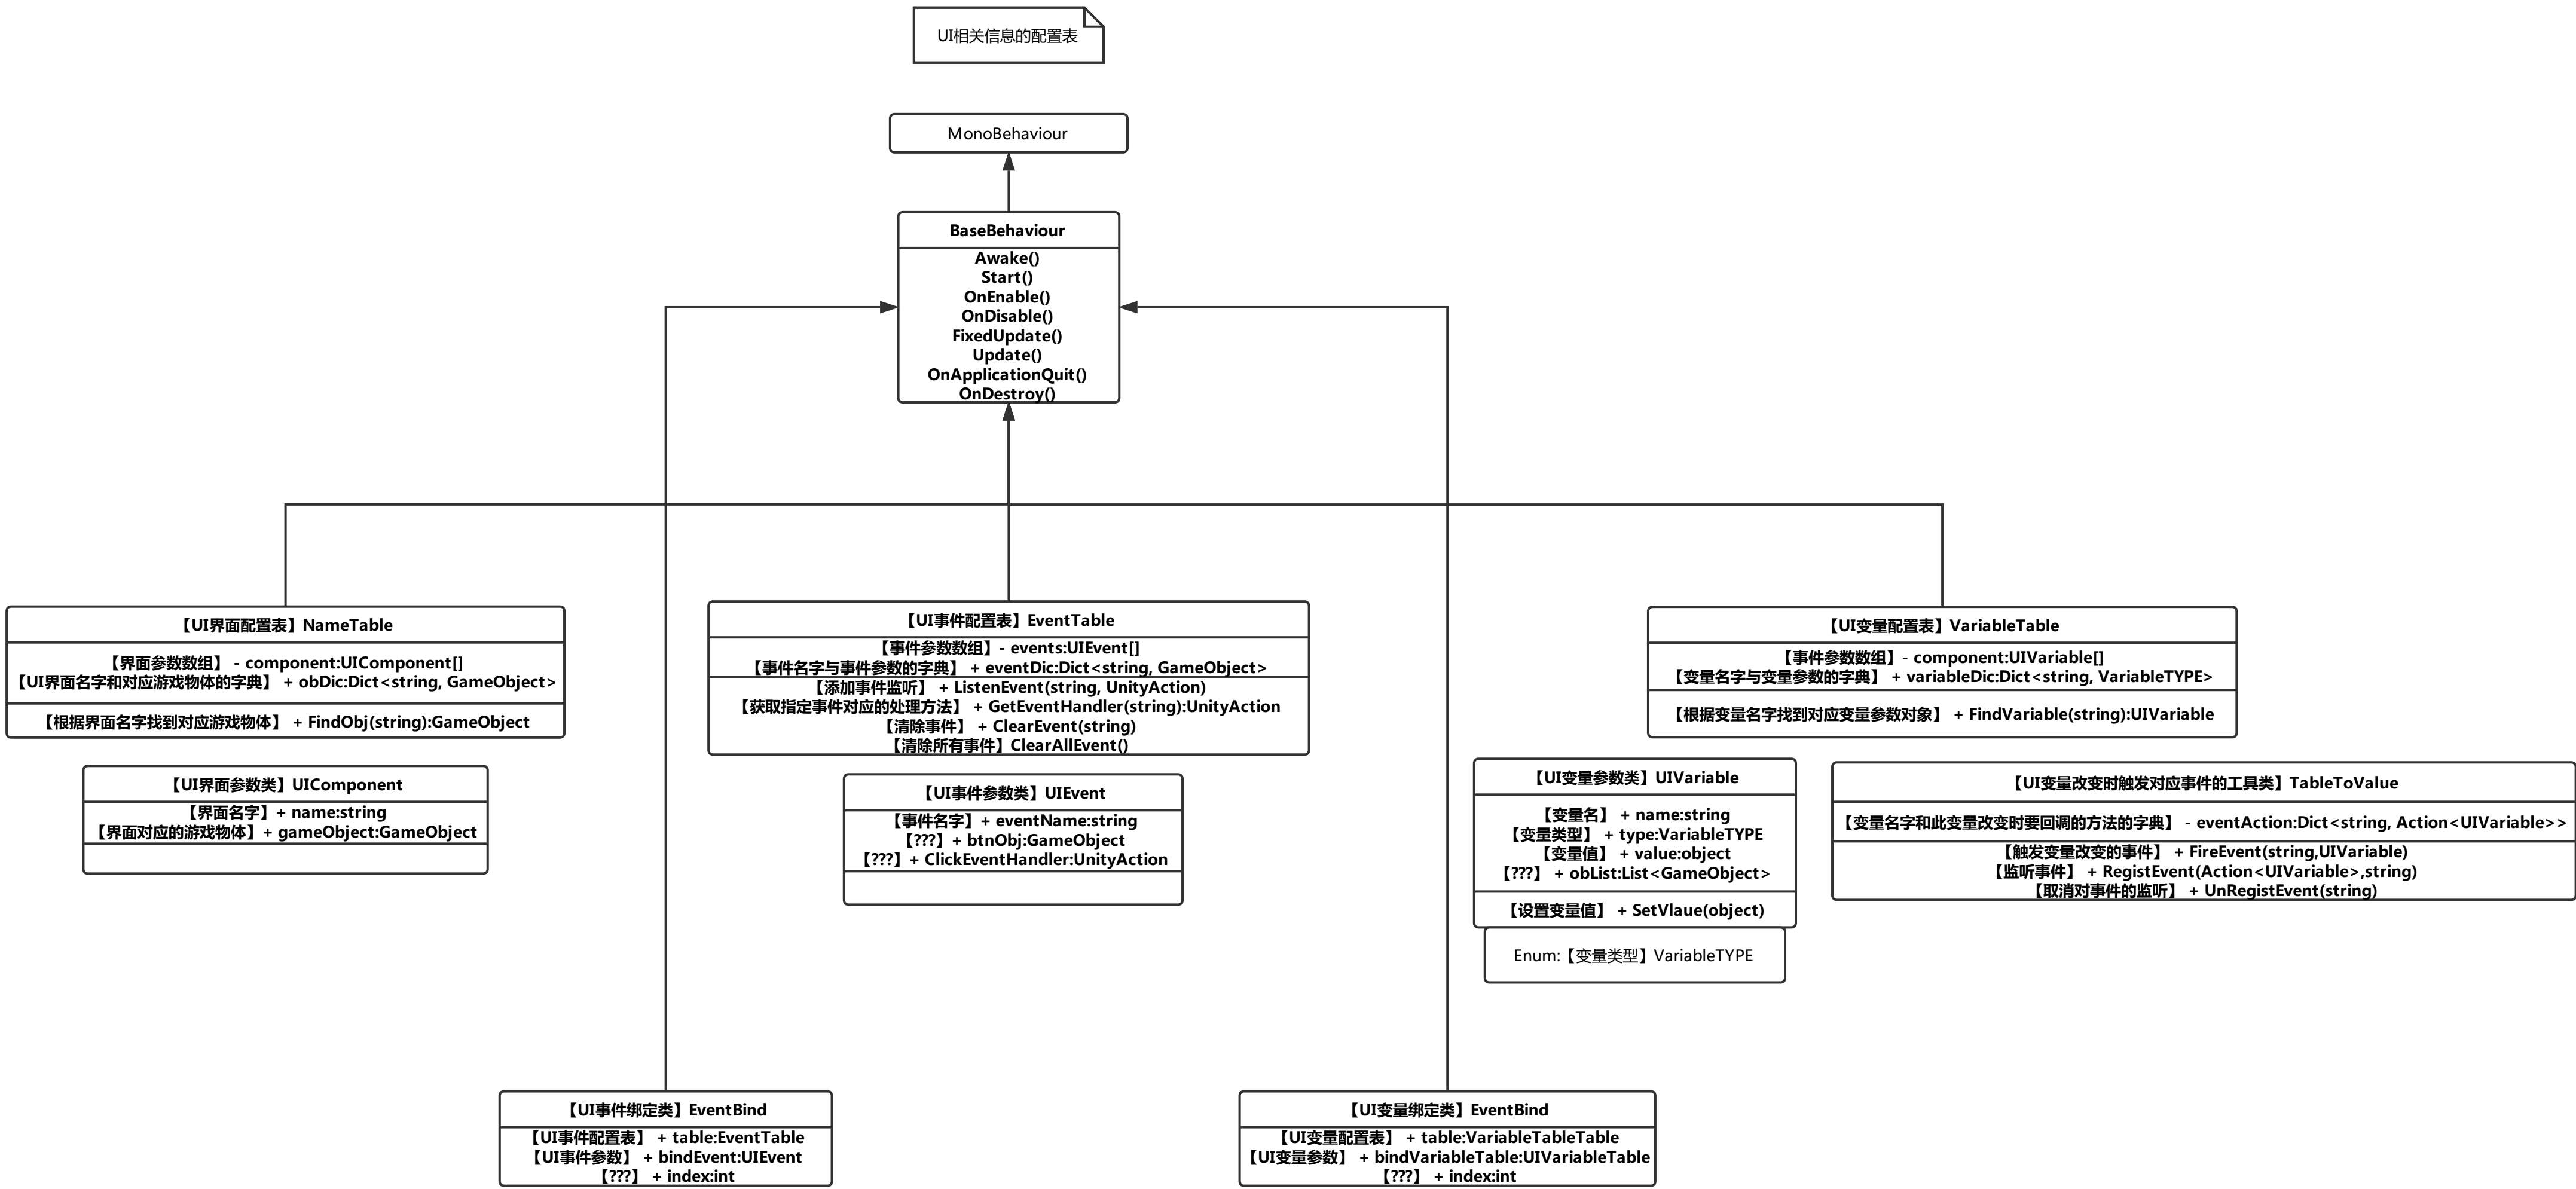 UI相关信息的配置表
MonoBehaviour
BaseBehaviour
Awake()
Start()
OnEnable()
OnDisable()
FixedUpdate()
Update()
OnApplicationQuit()
OnDestroy()
【UI界面配置表】NameTable
【界面参数数组】 - component:UIComponent[]
【UI界面名字和对应游戏物体的字典】 + obDic:Dict<string, GameObject>
【根据界面名字找到对应游戏物体】 + FindObj(string):GameObject
【UI界面参数类】UIComponent
【界面名字】+ name:string
【界面对应的游戏物体】+ gameObject:GameObject
【UI事件配置表】EventTable
【事件参数数组】- events:UIEvent[]
【事件名字与事件参数的字典】 + eventDic:Dict<string, GameObject>
【添加事件监听】 + ListenEvent(string, UnityAction)
【获取指定事件对应的处理方法】 + GetEventHandler(string):UnityAction
【清除事件】 + ClearEvent(string)
【清除所有事件】ClearAllEvent()
【UI事件参数类】UIEvent
【事件名字】+ eventName:string
【???】+ btnObj:GameObject
【???】+ ClickEventHandler:UnityAction
【UI变量配置表】VariableTable
【事件参数数组】- component:UIVariable[]
【变量名字与变量参数的字典】 + variableDic:Dict<string, VariableTYPE>
【根据变量名字找到对应变量参数对象】 + FindVariable(string):UIVariable
【UI变量参数类】UIVariable
【变量名】 + name:string
【变量类型】 + type:VariableTYPE
【变量值】 + value:object
【???】 + obList:List<GameObject>
【设置变量值】 + SetVlaue(object)
Enum:【变量类型】VariableTYPE
【UI变量改变时触发对应事件的工具类】TableToValue
【变量名字和此变量改变时要回调的方法的字典】 - eventAction:Dict<string, Action<UIVariable>>
【触发变量改变的事件】 + FireEvent(string,UIVariable)
【监听事件】 + RegistEvent(Action<UIVariable>,string)
【取消对事件的监听】 + UnRegistEvent(string)
【UI事件绑定类】EventBind
【UI事件配置表】 + table:EventTable
【UI事件参数】 + bindEvent:UIEvent
【???】 + index:int
【UI变量绑定类】EventBind
【UI变量配置表】 + table:VariableTableTable
【UI变量参数】 + bindVariableTable:UIVariableTable
【???】 + index:int